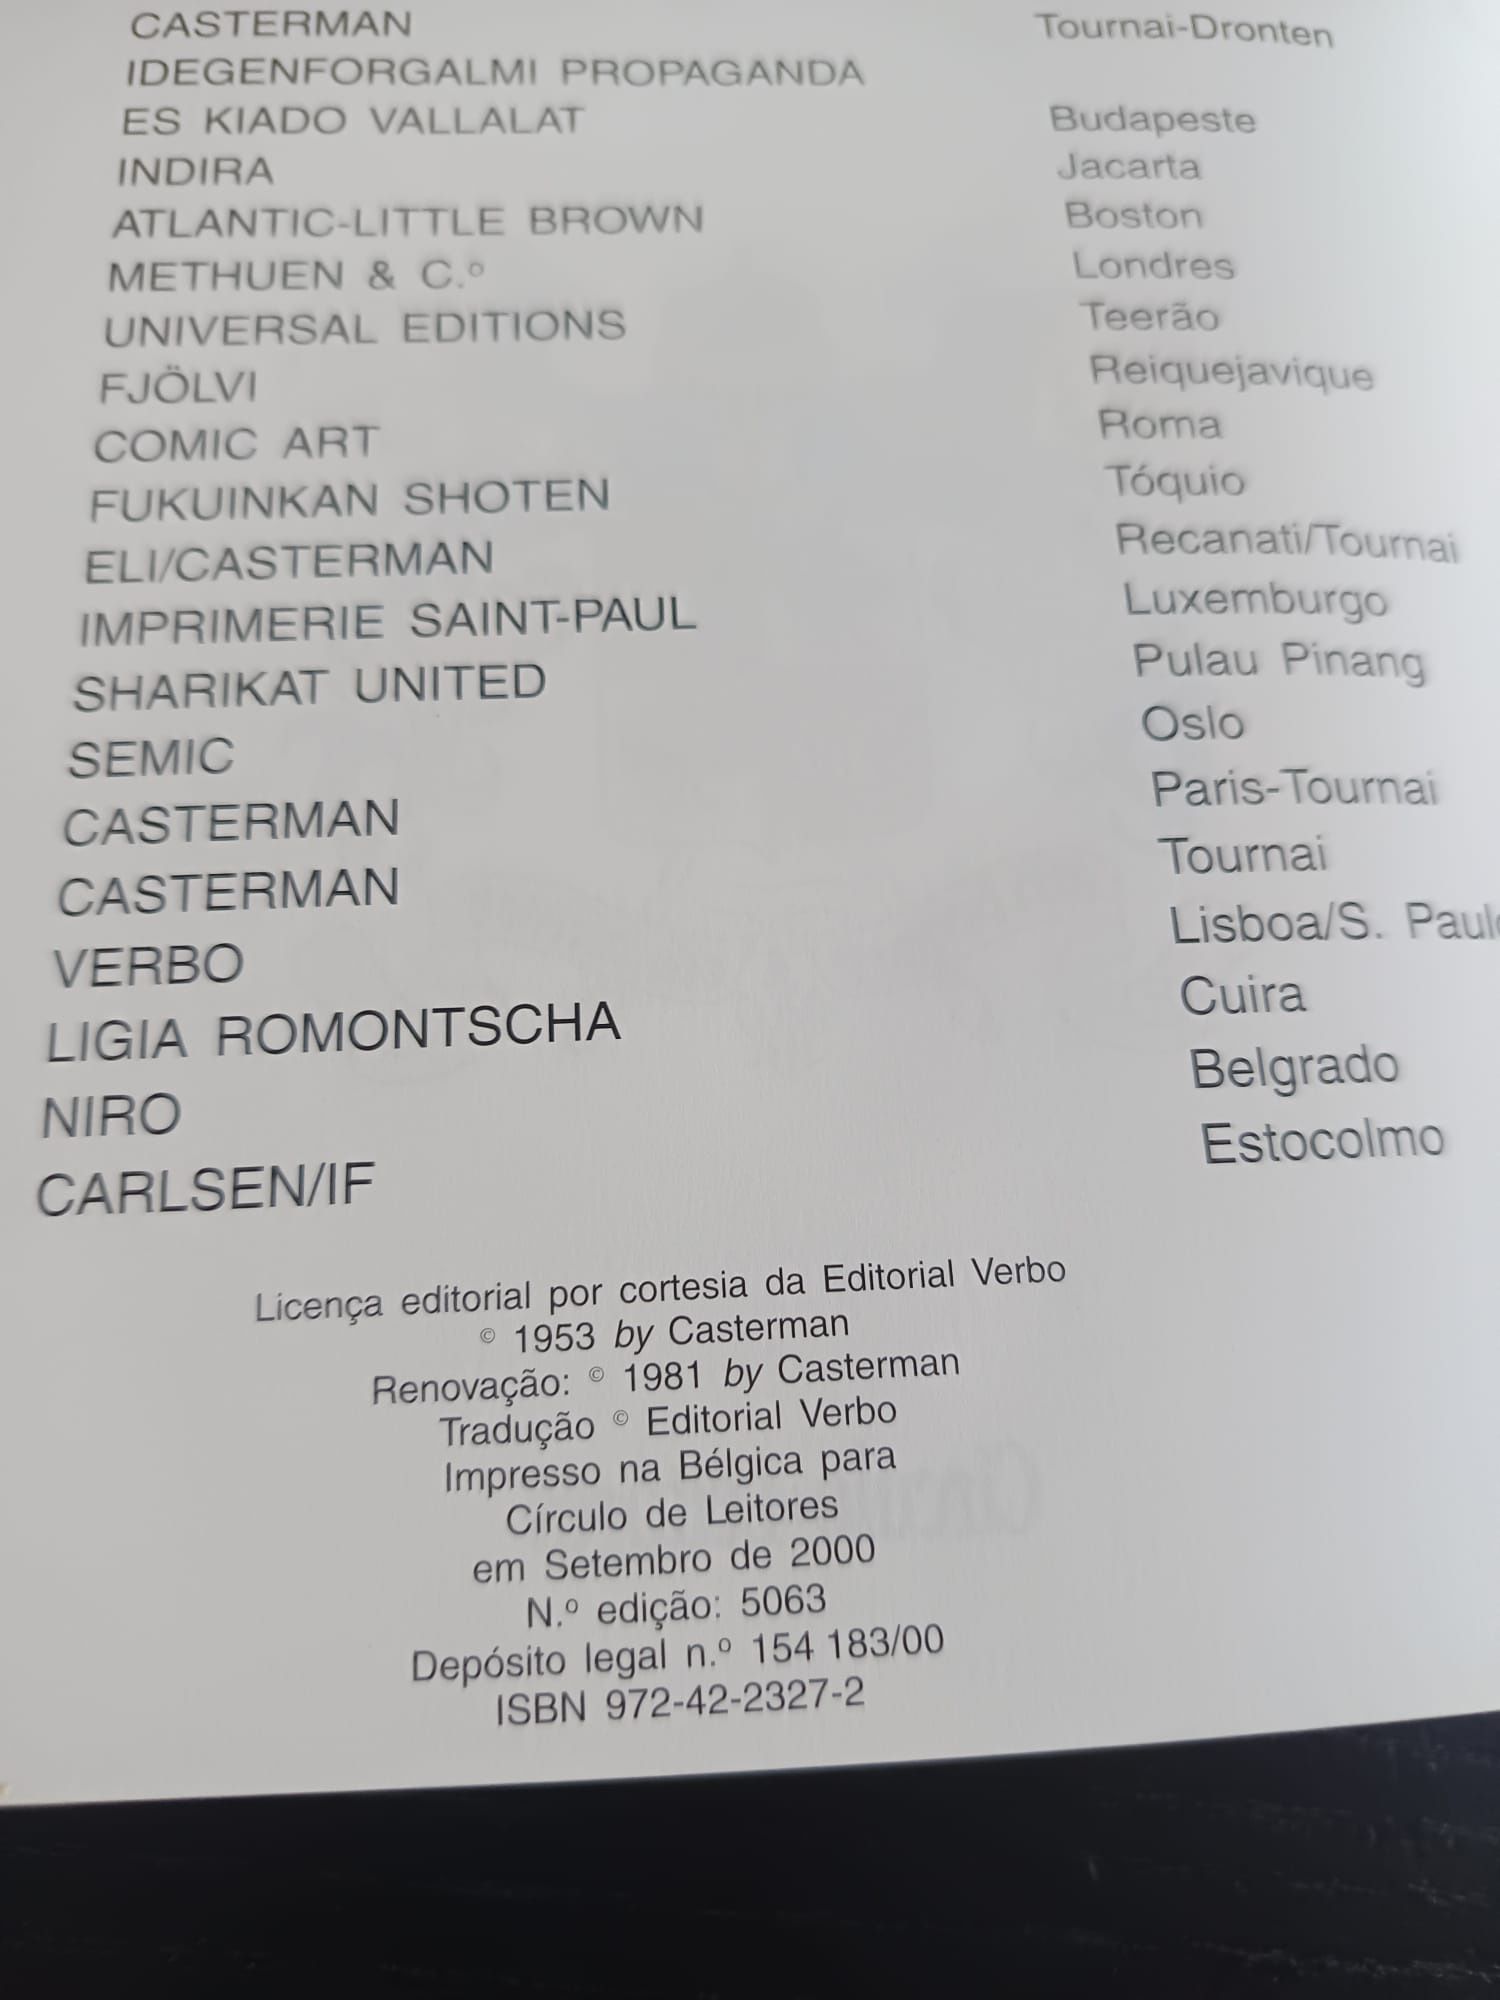 CASTERMAN Tournai-Dronten
IDEGENFORGALMI PROPAGANDA
ES KIADO VALLALAT Budapeste
INDIRA Jacarta
ATLANTIC-LITTLE BROWN Boston
METHUEN & C.º Londres
UNIVERSAL EDITIONS Teerão
FJÖLVI Reiquejavique
COMIC ART Roma
FUKUINKAN SHOTEN Tóquio
ELI/CASTERMAN Recanati/Tournai
IMPRIMERIE SAINT-PAUL Luxemburgo
SHARIKAT UNITED Pulau Pinang
SEMIC Oslo
CASTERMAN Paris-Tournai
CASTERMAN Tournai
VERBO Lisboa/S. Paulo
LIGIA ROMONTSCHA Cuira
NIRO Belgrado
CARLSEN/IF Estocolmo
Licença editorial por cortesia da Editorial Verbo
© 1953 by Casterman
Renovação: © 1981 by Casterman
Tradução © Editorial Verbo
Impresso na Bélgica para
Círculo de Leitores
em Setembro de 2000
N.º edição: 5063
Depósito legal n.º 154 183/00
ISBN 972-42-2327-2